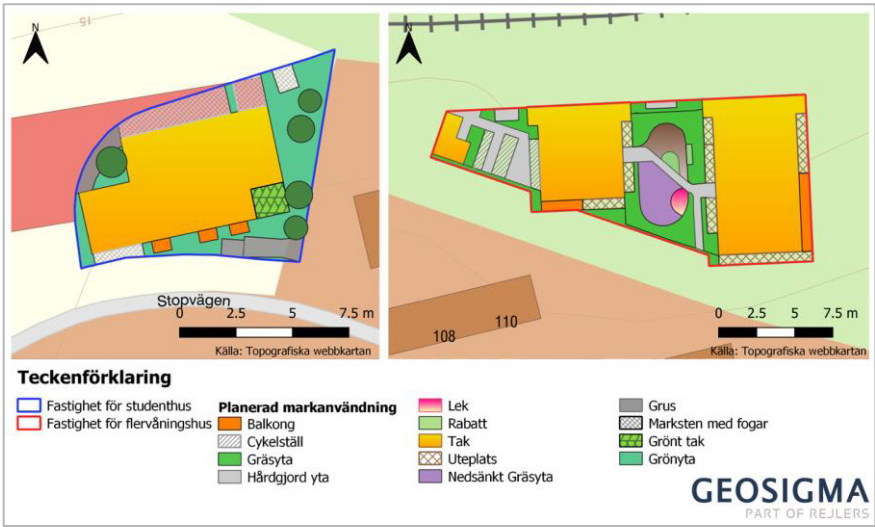 N
15
Stopvägen
0 2.5 5 7.5 m
Källa: Topografiska webbkartan
N
108 110
0 2.5 5 7.5 m
Källa: Topografiska webbkartan
Teckenförklaring
Fastighet för studenthus
Fastighet för flervåningshus
Planerad markanvändning
Balkong
Cykelställ
Gräsyta
Hårdgjord yta
Lek
Rabatt
Tak
Uteplats
Nedsänkt Gräsyta
Grus
Marksten med fogar
Grönt tak
Grönyta
GEOSIGMA
PART OF REJLERS